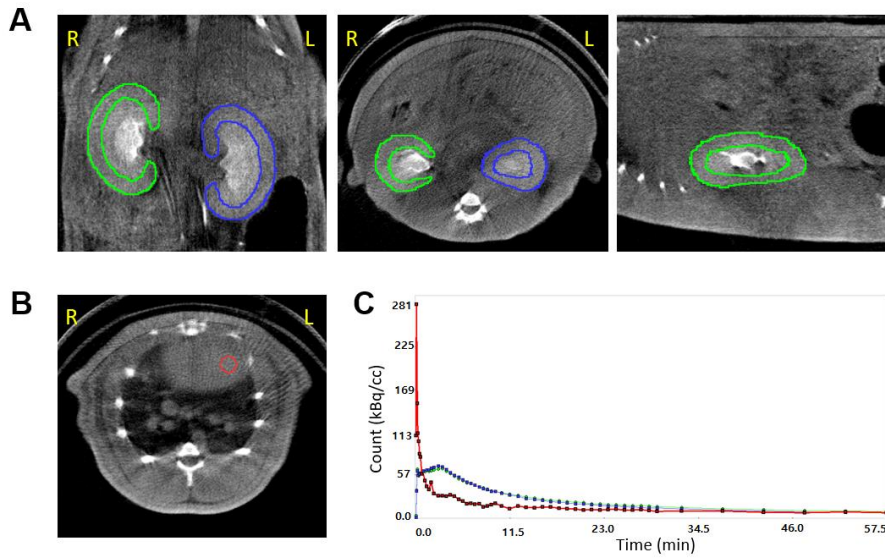 A
R
L
R
L
B
R
L
C
281
225
169
113
57
0.0
Count (kBq/cc)
0.0
11.5
23.0
34.5
46.0
57.5
Time (min)